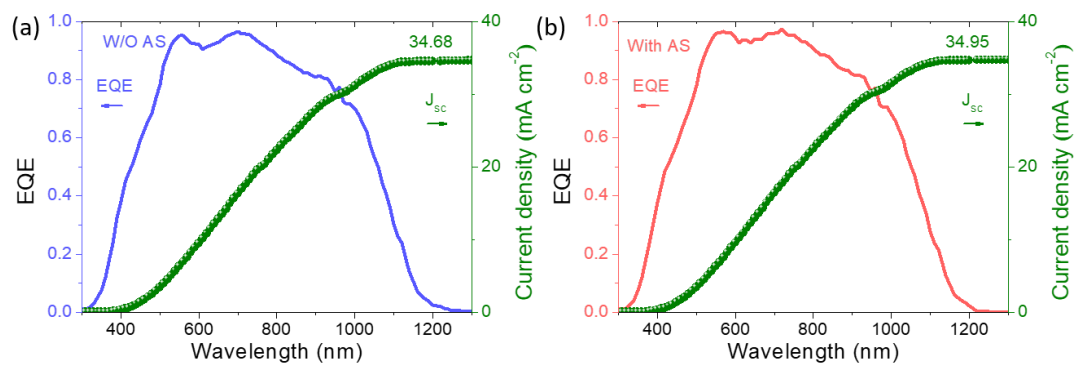 (a)
W/O AS
EQE
34.68
J_sc
1.0
0.8
0.6
0.4
0.2
0.0
EQE
400 600 800 1000 1200
Wavelength (nm)
40
20
0
Current density (mA cm⁻²)
(b)
With AS
EQE
34.95
J_sc
1.0
0.8
0.6
0.4
0.2
0.0
EQE
400 600 800 1000 1200
Wavelength (nm)
40
20
0
Current density (mA cm⁻²)